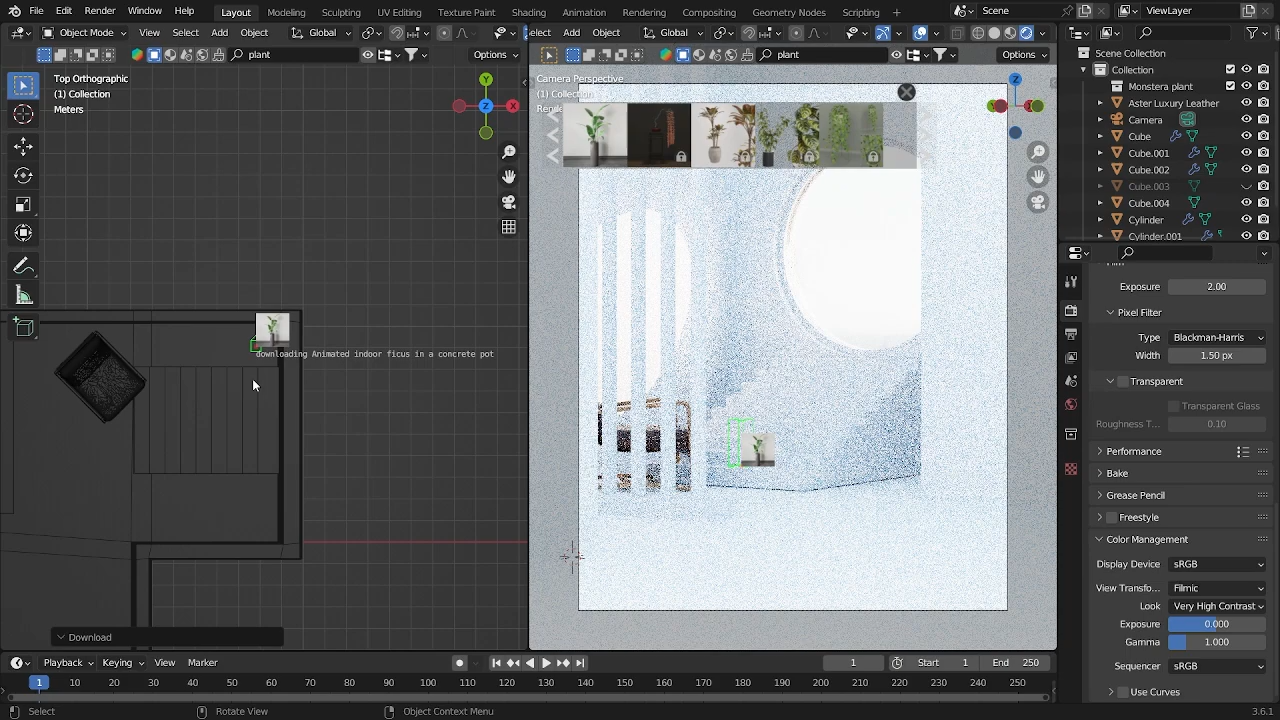 File Edit Render Window Help Layout Modeling Sculpting UV Editing Texture Paint Shading Animation Rendering Compositing Geometry Nodes Scripting + Scene ViewLayer
Object Mode View Select Add Object Global
elect Add Object Global
plant Options
plant Options
Top Orthographic
(1) Collection
Meters
Camera Perspective
(1) Collection
Y
Z
X
Z
downloading Animated indoor ficus in a concrete pot
Download
Scene Collection
Collection
Monstera plant
Aster Luxury Leather
Camera
Cube
Cube.001
Cube.002
Cube.003
Cube.004
Cylinder
Cylinder.001
Exposure 2.00
Pixel Filter
Type Blackman-Harris
Width 1.50 px
Transparent
Transparent Glass
Roughness T... 0.10
Performance
Bake
Grease Pencil
Freestyle
Color Management
Display Device sRGB
View Transfo... Filmic
Look Very High Contrast
Exposure 0.000
Gamma 1.000
Sequencer sRGB
Use Curves
Playback Keying View Marker 1 Start 1 End 250
1 10 20 30 40 50 60 70 80 90 100 110 120 130 140 150 160 170 180 190 200 210 220 230 240 250
Select Rotate View Object Context Menu 3.6.1